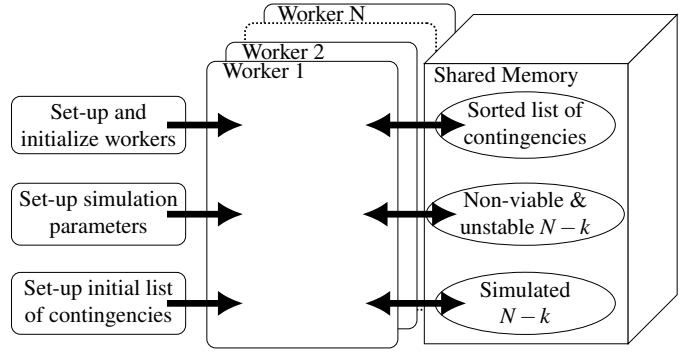 Worker N
Worker 2
Worker 1
Shared Memory
Set-up and
initialize workers
Sorted list of
contingencies
Set-up simulation
parameters
Non-viable &
unstable N − k
Set-up initial list
of contingencies
Simulated
N − k